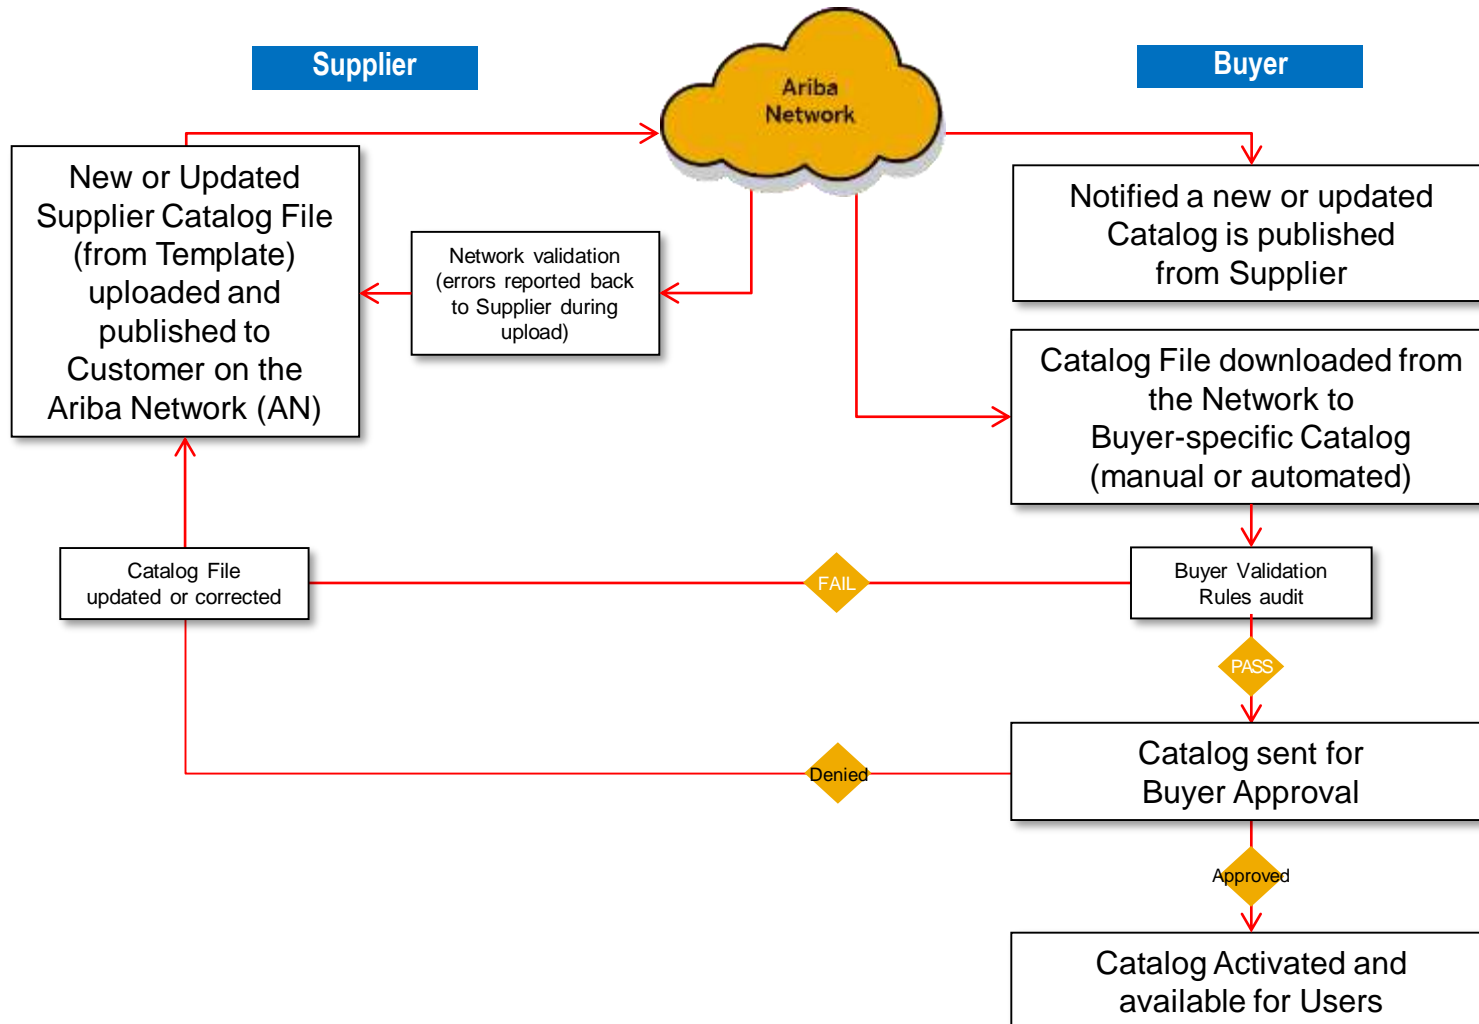 Supplier
Ariba
Network
Buyer
New or Updated
Supplier Catalog File
(from Template)
uploaded and
published to
Customer on the
Ariba Network (AN)
Network validation
(errors reported back
to Supplier during
upload)
Notified a new or updated
Catalog is published
from Supplier
Catalog File downloaded from
the Network to
Buyer-specific Catalog
(manual or automated)
Catalog File
updated or corrected
FAIL
Buyer Validation
Rules audit
PASS
Denied
Catalog sent for
Buyer Approval
Approved
Catalog Activated and
available for Users